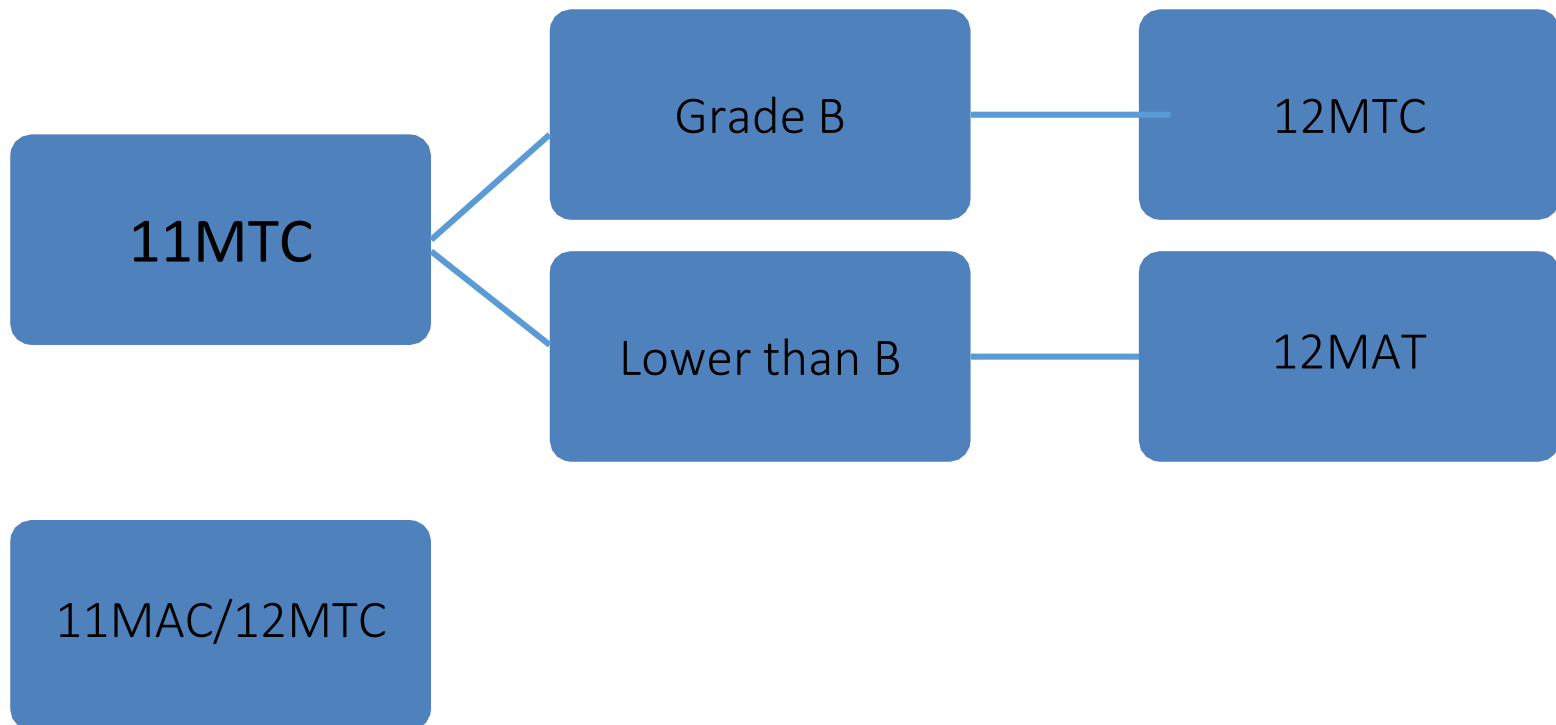 11MTC
Grade B
12MTC
Lower than B
12MAT
11MAC/12MTC